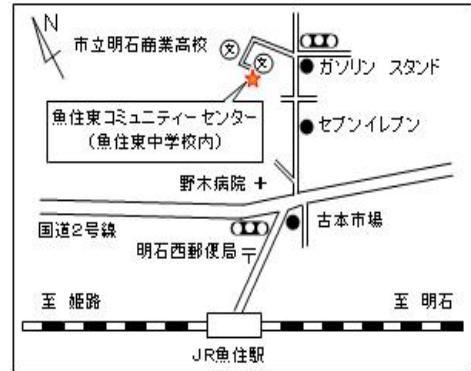 N
市立明石商業高校
文
文
ガソリン スタンド
魚住東コミュニティーセンター
(魚住東中学校内)
セブンイレブン
野木病院
古本市場
国道2号線
明石西郵便局〒
至 姫路
至 明石
JR魚住駅